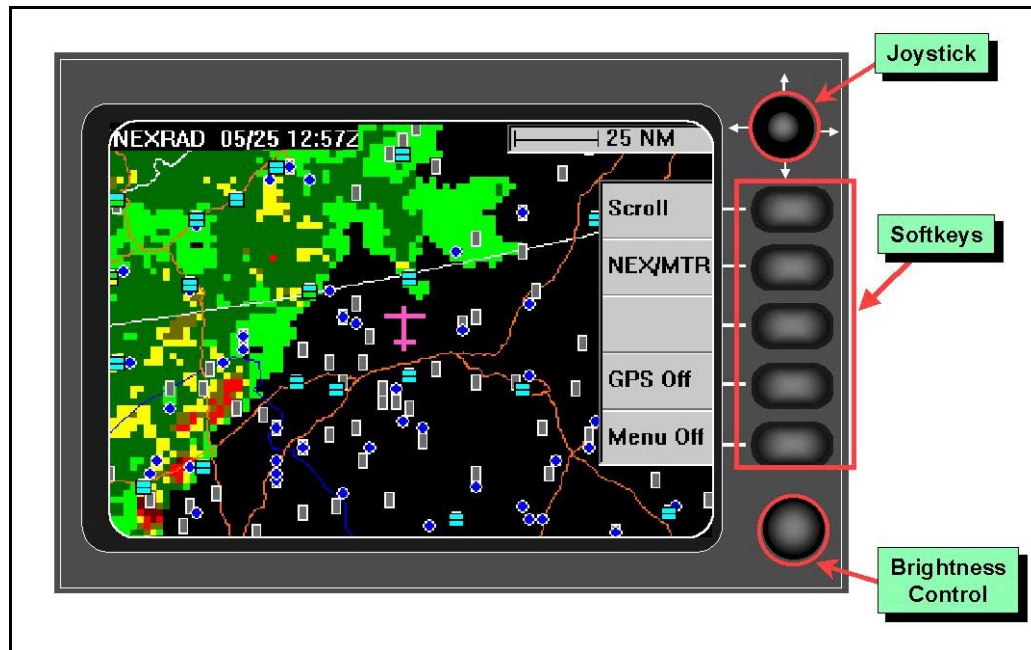 Joystick
NEXRAD 05/25 12:57Z
25 NM
Scroll
NEX/MTR
GPS Off
Menu Off
Softkeys
Brightness
Control